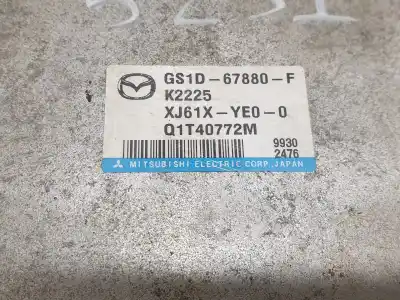 GS1D-67880-F
K2225
XJ61X-YE0-0
Q1T40772M
9930
2476
MITSUBISHI ELECTRIC CORP. JAPAN